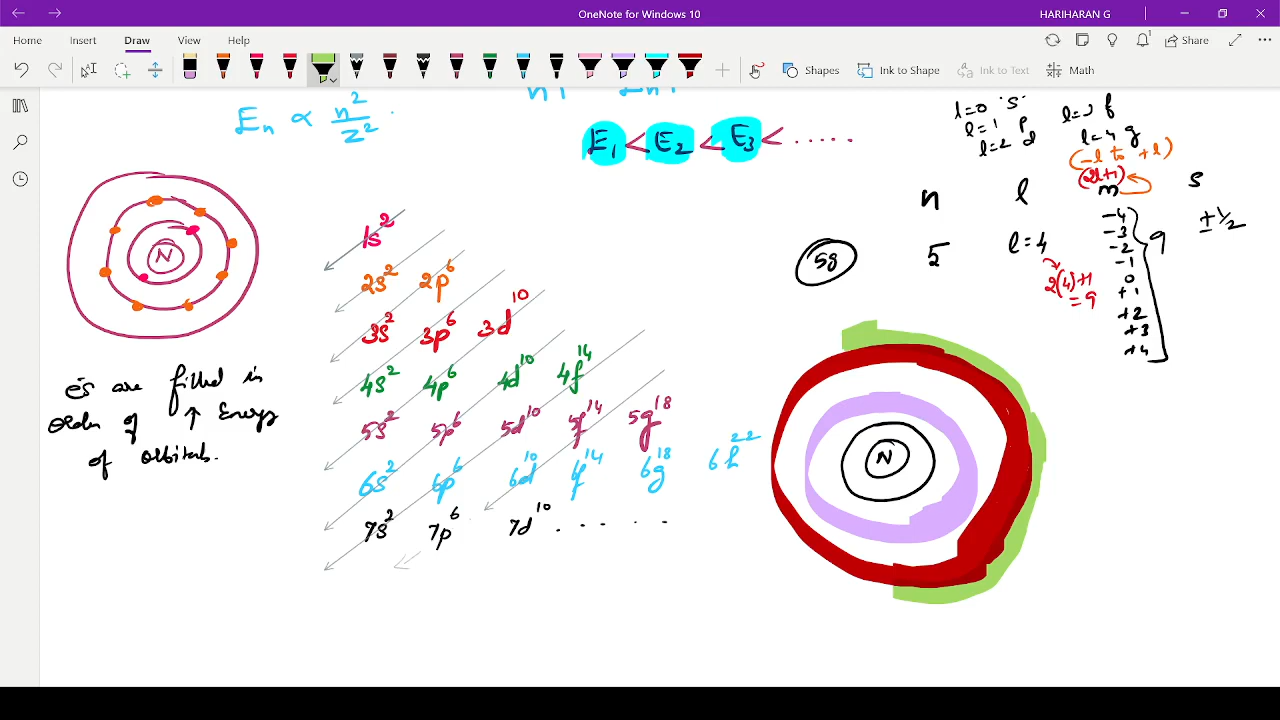 OneNote for Windows 10
HARIHARAN G
Home
Insert
Draw
View
Help
Share
Shapes
Ink to Shape
Ink to Text
Math
En ∝ n²/Z²
E₁ < E₂ < E₃ < .....
l=0 's'
l=1 p
l=2 d
f
l=4 g
(-l to +l)
(2l+1)
n l m s
5g 5 l=4
2(4)+1
=9
-4
-3
-2
-1
0
+1
+2
+3
+4
9
±1/2
N
1s²
2s² 2p⁶
3s² 3p⁶ 3d¹⁰
4s² 4p⁶ 4d¹⁰ 4f¹⁴
5s² 5p⁶ 5d¹⁰ 5f¹⁴ 5g¹⁸
6s² 6p⁶ 6d¹⁰ 6f¹⁴ 6g¹⁸ 6h²²
7s² 7p⁶ 7d¹⁰ ......
e⁻s are filled in
Order of ↑ Energy
of orbitals.
N